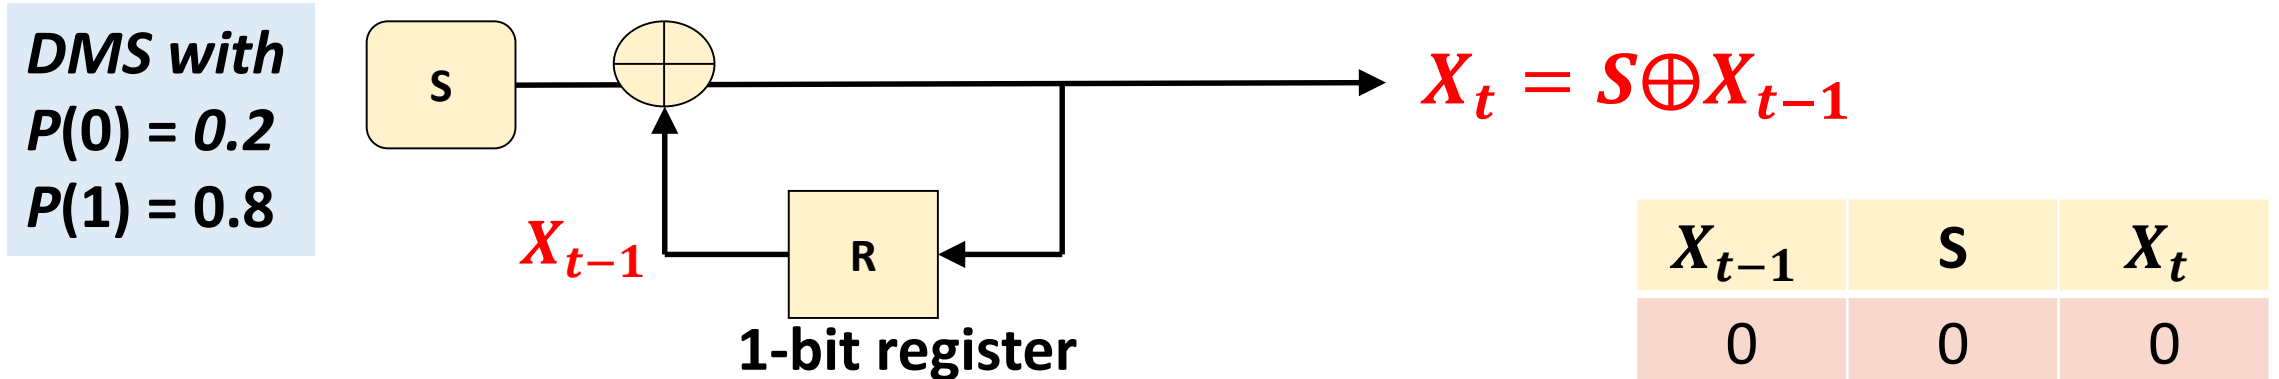 DMS with
P(0) = 0.2
P(1) = 0.8
S
X_t = S⊕X_{t−1}
X_{t−1}
R
1-bit register
X_{t−1} S X_t
0 0 0